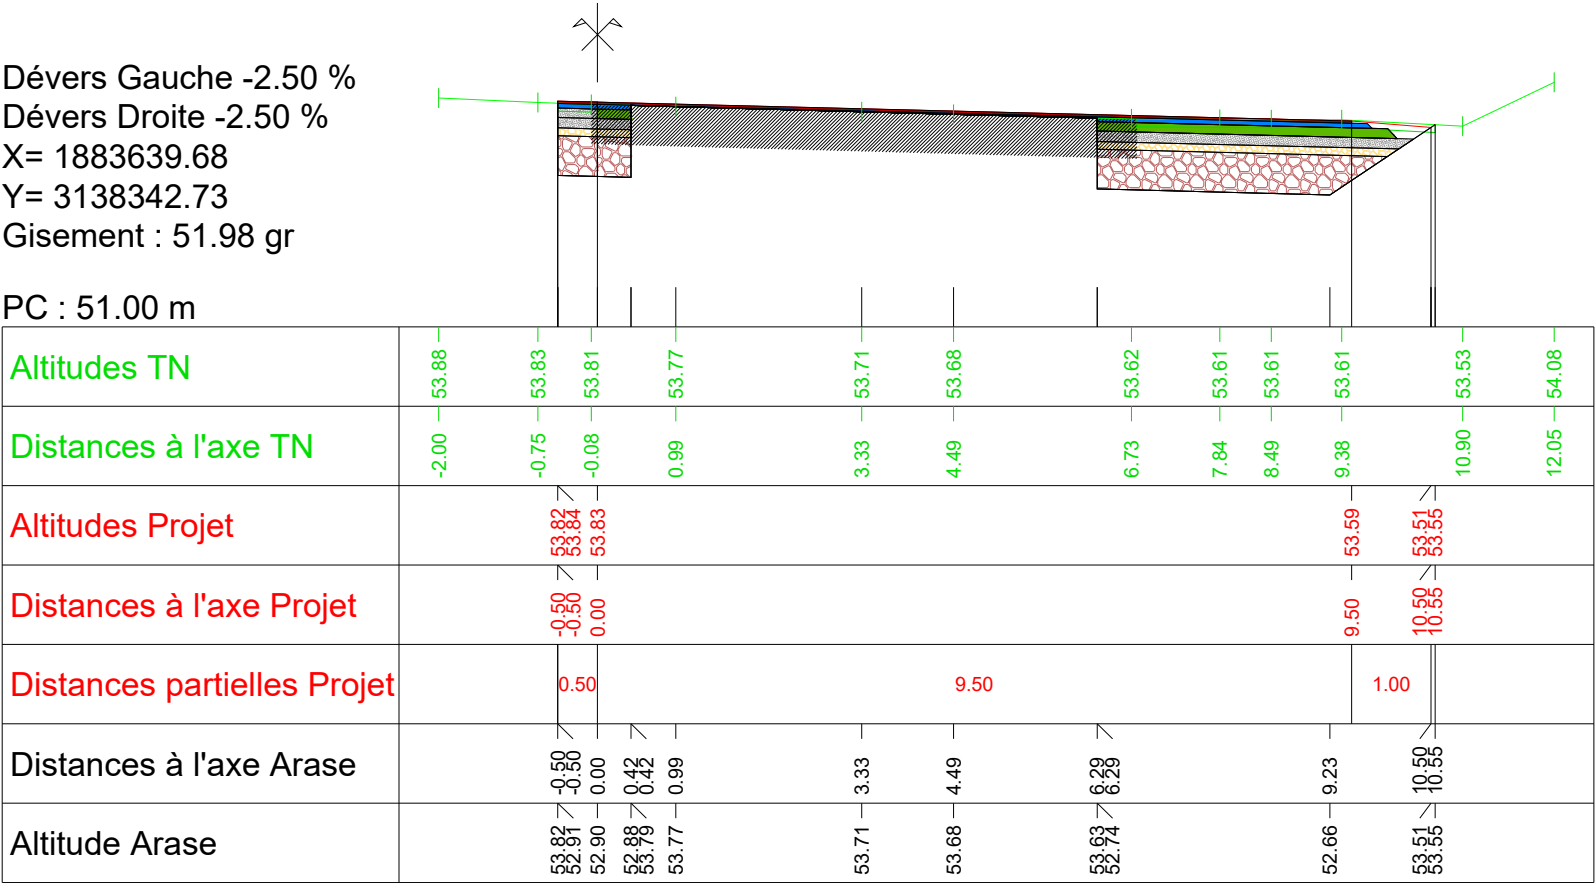 Dévers Gauche -2.50 %
Dévers Droite -2.50 %
X= 1883639.68
Y= 3138342.73
Gisement : 51.98 gr
PC : 51.00 m
Altitudes TN 53.88 53.83 53.81 53.77 53.71 53.68 53.62 53.61 53.61 53.61 53.53 54.08
Distances à l'axe TN -2.00 -0.75 -0.08 0.99 3.33 4.49 6.73 7.84 8.49 9.38 10.90 12.05
Altitudes Projet 53.82 53.84 53.83 53.59 53.51 53.55
Distances à l'axe Projet -0.50 -0.50 0.00 9.50 10.50 10.55
Distances partielles Projet 0.50 9.50 1.00
Distances à l'axe Arase -0.50 -0.50 0.00 0.42 0.42 0.99 3.33 4.49 6.29 6.29 9.23 10.50 10.55
Altitude Arase 53.82 52.91 52.90 52.88 53.79 53.77 53.71 53.68 53.63 52.74 52.66 53.51 53.55